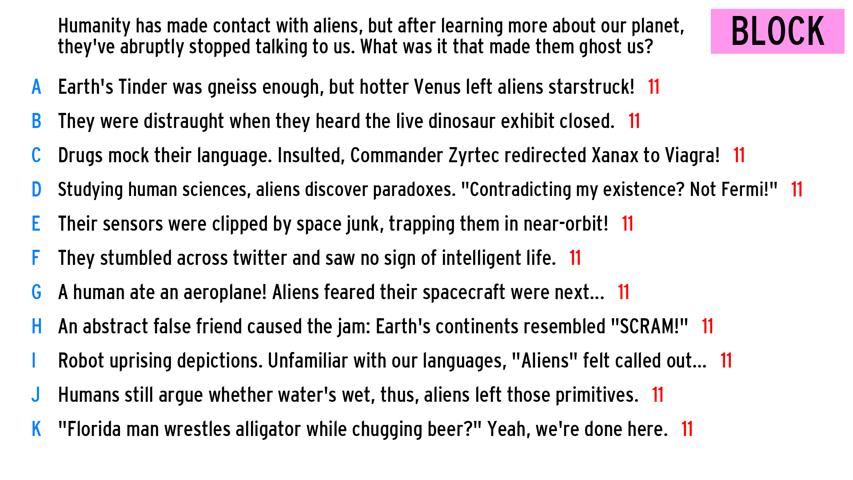 Humanity has made contact with aliens, but after learning more about our planet,
they've abruptly stopped talking to us. What was it that made them ghost us?
BLOCK
A Earth's Tinder was gneiss enough, but hotter Venus left aliens starstruck! 11
B They were distraught when they heard the live dinosaur exhibit closed. 11
C Drugs mock their language. Insulted, Commander Zyrtec redirected Xanax to Viagra! 11
D Studying human sciences, aliens discover paradoxes. "Contradicting my existence? Not Fermi!" 11
E Their sensors were clipped by space junk, trapping them in near-orbit! 11
F They stumbled across twitter and saw no sign of intelligent life. 11
G A human ate an aeroplane! Aliens feared their spacecraft were next... 11
H An abstract false friend caused the jam: Earth's continents resembled "SCRAM!" 11
I Robot uprising depictions. Unfamiliar with our languages, "Aliens" felt called out... 11
J Humans still argue whether water's wet, thus, aliens left those primitives. 11
K "Florida man wrestles alligator while chugging beer?" Yeah, we're done here. 11